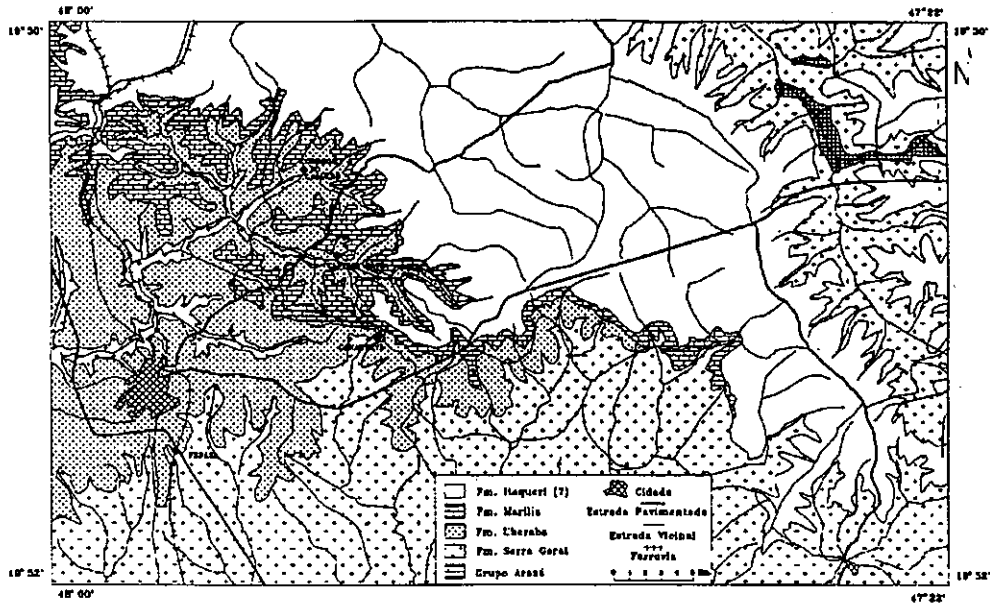 48° 00'
47° 22'
19° 30'
19° 30'
N
Fm. Itaqueri (?)
Fm. Marília
Fm. Uberaba
Fm. Serra Geral
Grupo Araxá
Cidade
Estrada Pavimentada
Estrada Vicinal
Ferrovia
19° 52'
19° 52'
48° 00'
47° 22'